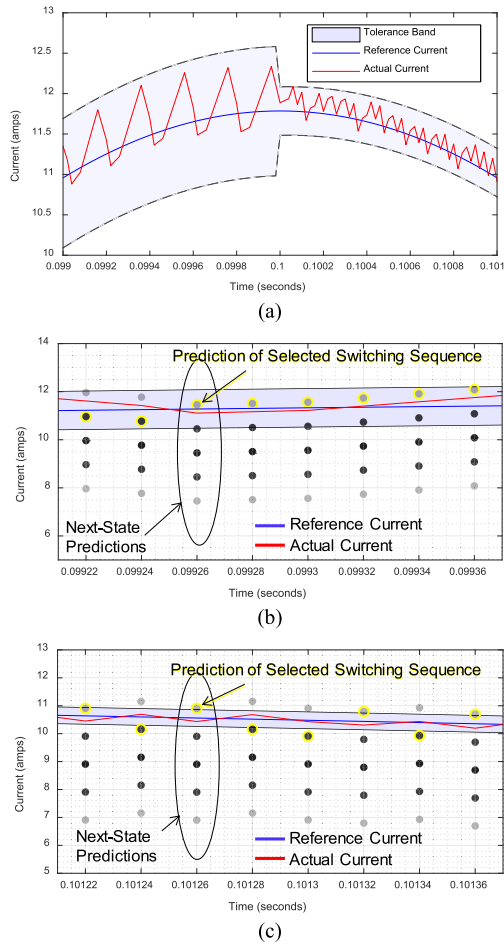 13
12.5
12
11.5
11
10.5
10
Current (amps)
Tolerance Band
Reference Current
Actual Current
0.099 0.0992 0.0994 0.0996 0.0998 0.1 0.1002 0.1004 0.1006 0.1008 0.101
Time (seconds)
(a)
14
12
10
8
6
Current (amps)
Prediction of Selected Switching Sequence
Next-State
Predictions
Reference Current
Actual Current
0.09922 0.09924 0.09926 0.09928 0.0993 0.09932 0.09934 0.09936
Time (seconds)
(b)
13
12
11
10
9
8
7
6
5
Current (amps)
Prediction of Selected Switching Sequence
Next-State
Predictions
Reference Current
Actual Current
0.10122 0.10124 0.10126 0.10128 0.1013 0.10132 0.10134 0.10136
Time (seconds)
(c)